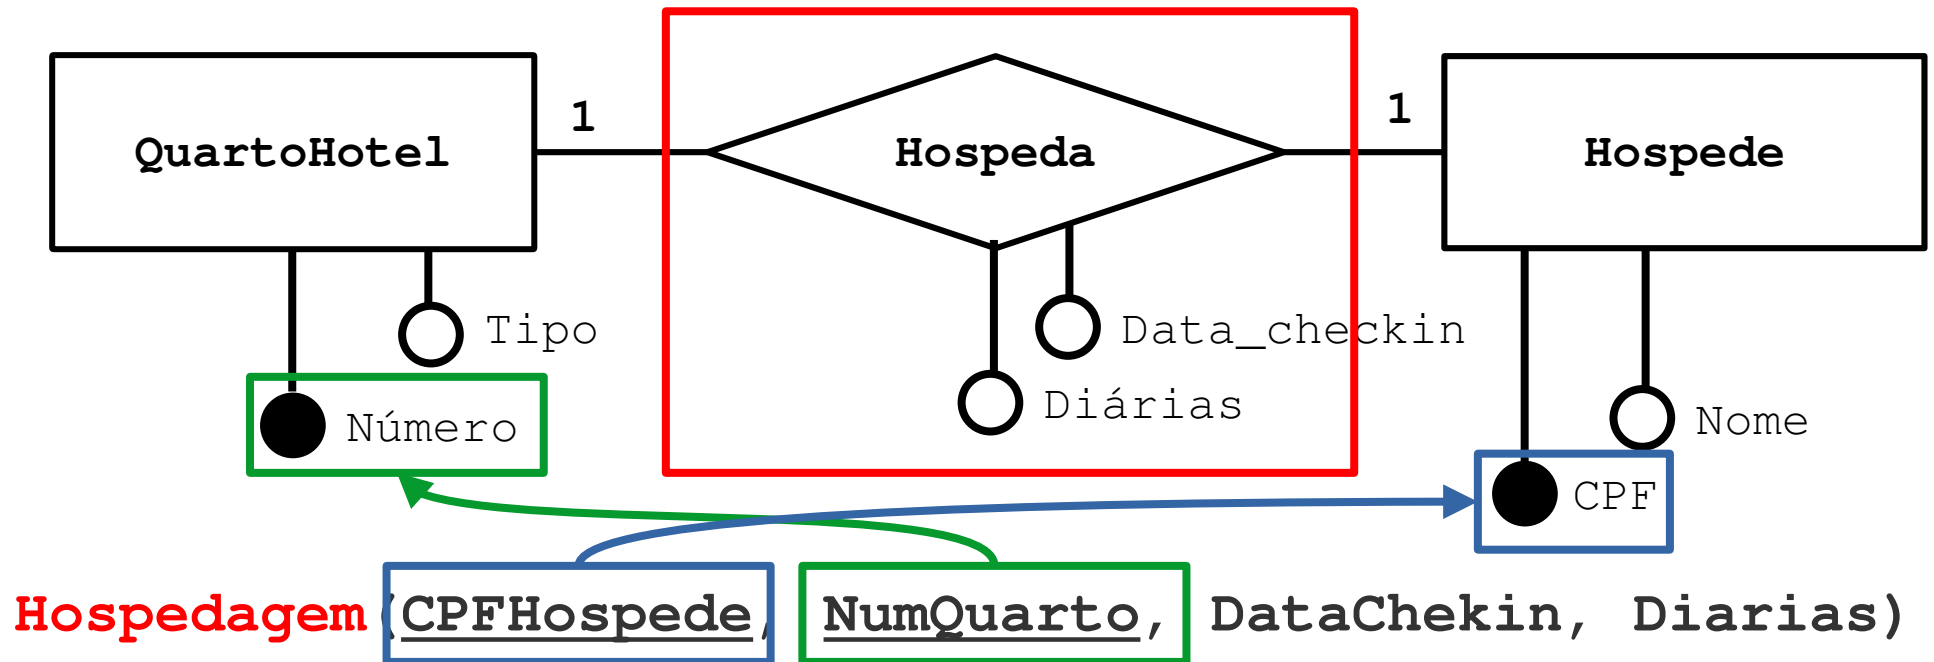 1
1
QuartoHotel
Hospeda
Hospede
Tipo
Data_checkin
Diárias
Número
Nome
CPF
Hospedagem(CPFHospede, NumQuarto, DataChekin, Diarias)